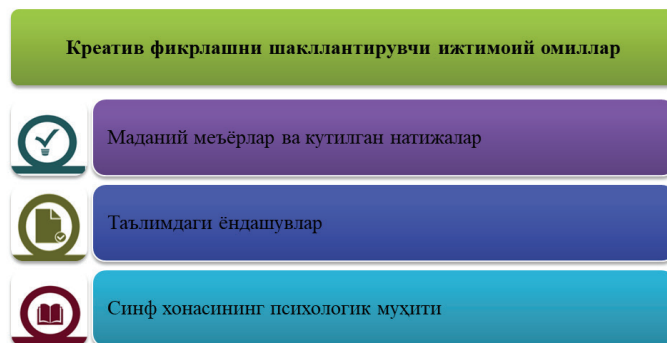 Креатив фикрлашни шакллантирувчи ижтимоий омиллар
Маданий меъёрлар ва кутилган натижалар
Таълимдаги ёндашувлар
Синф хонасининг психологик муҳити